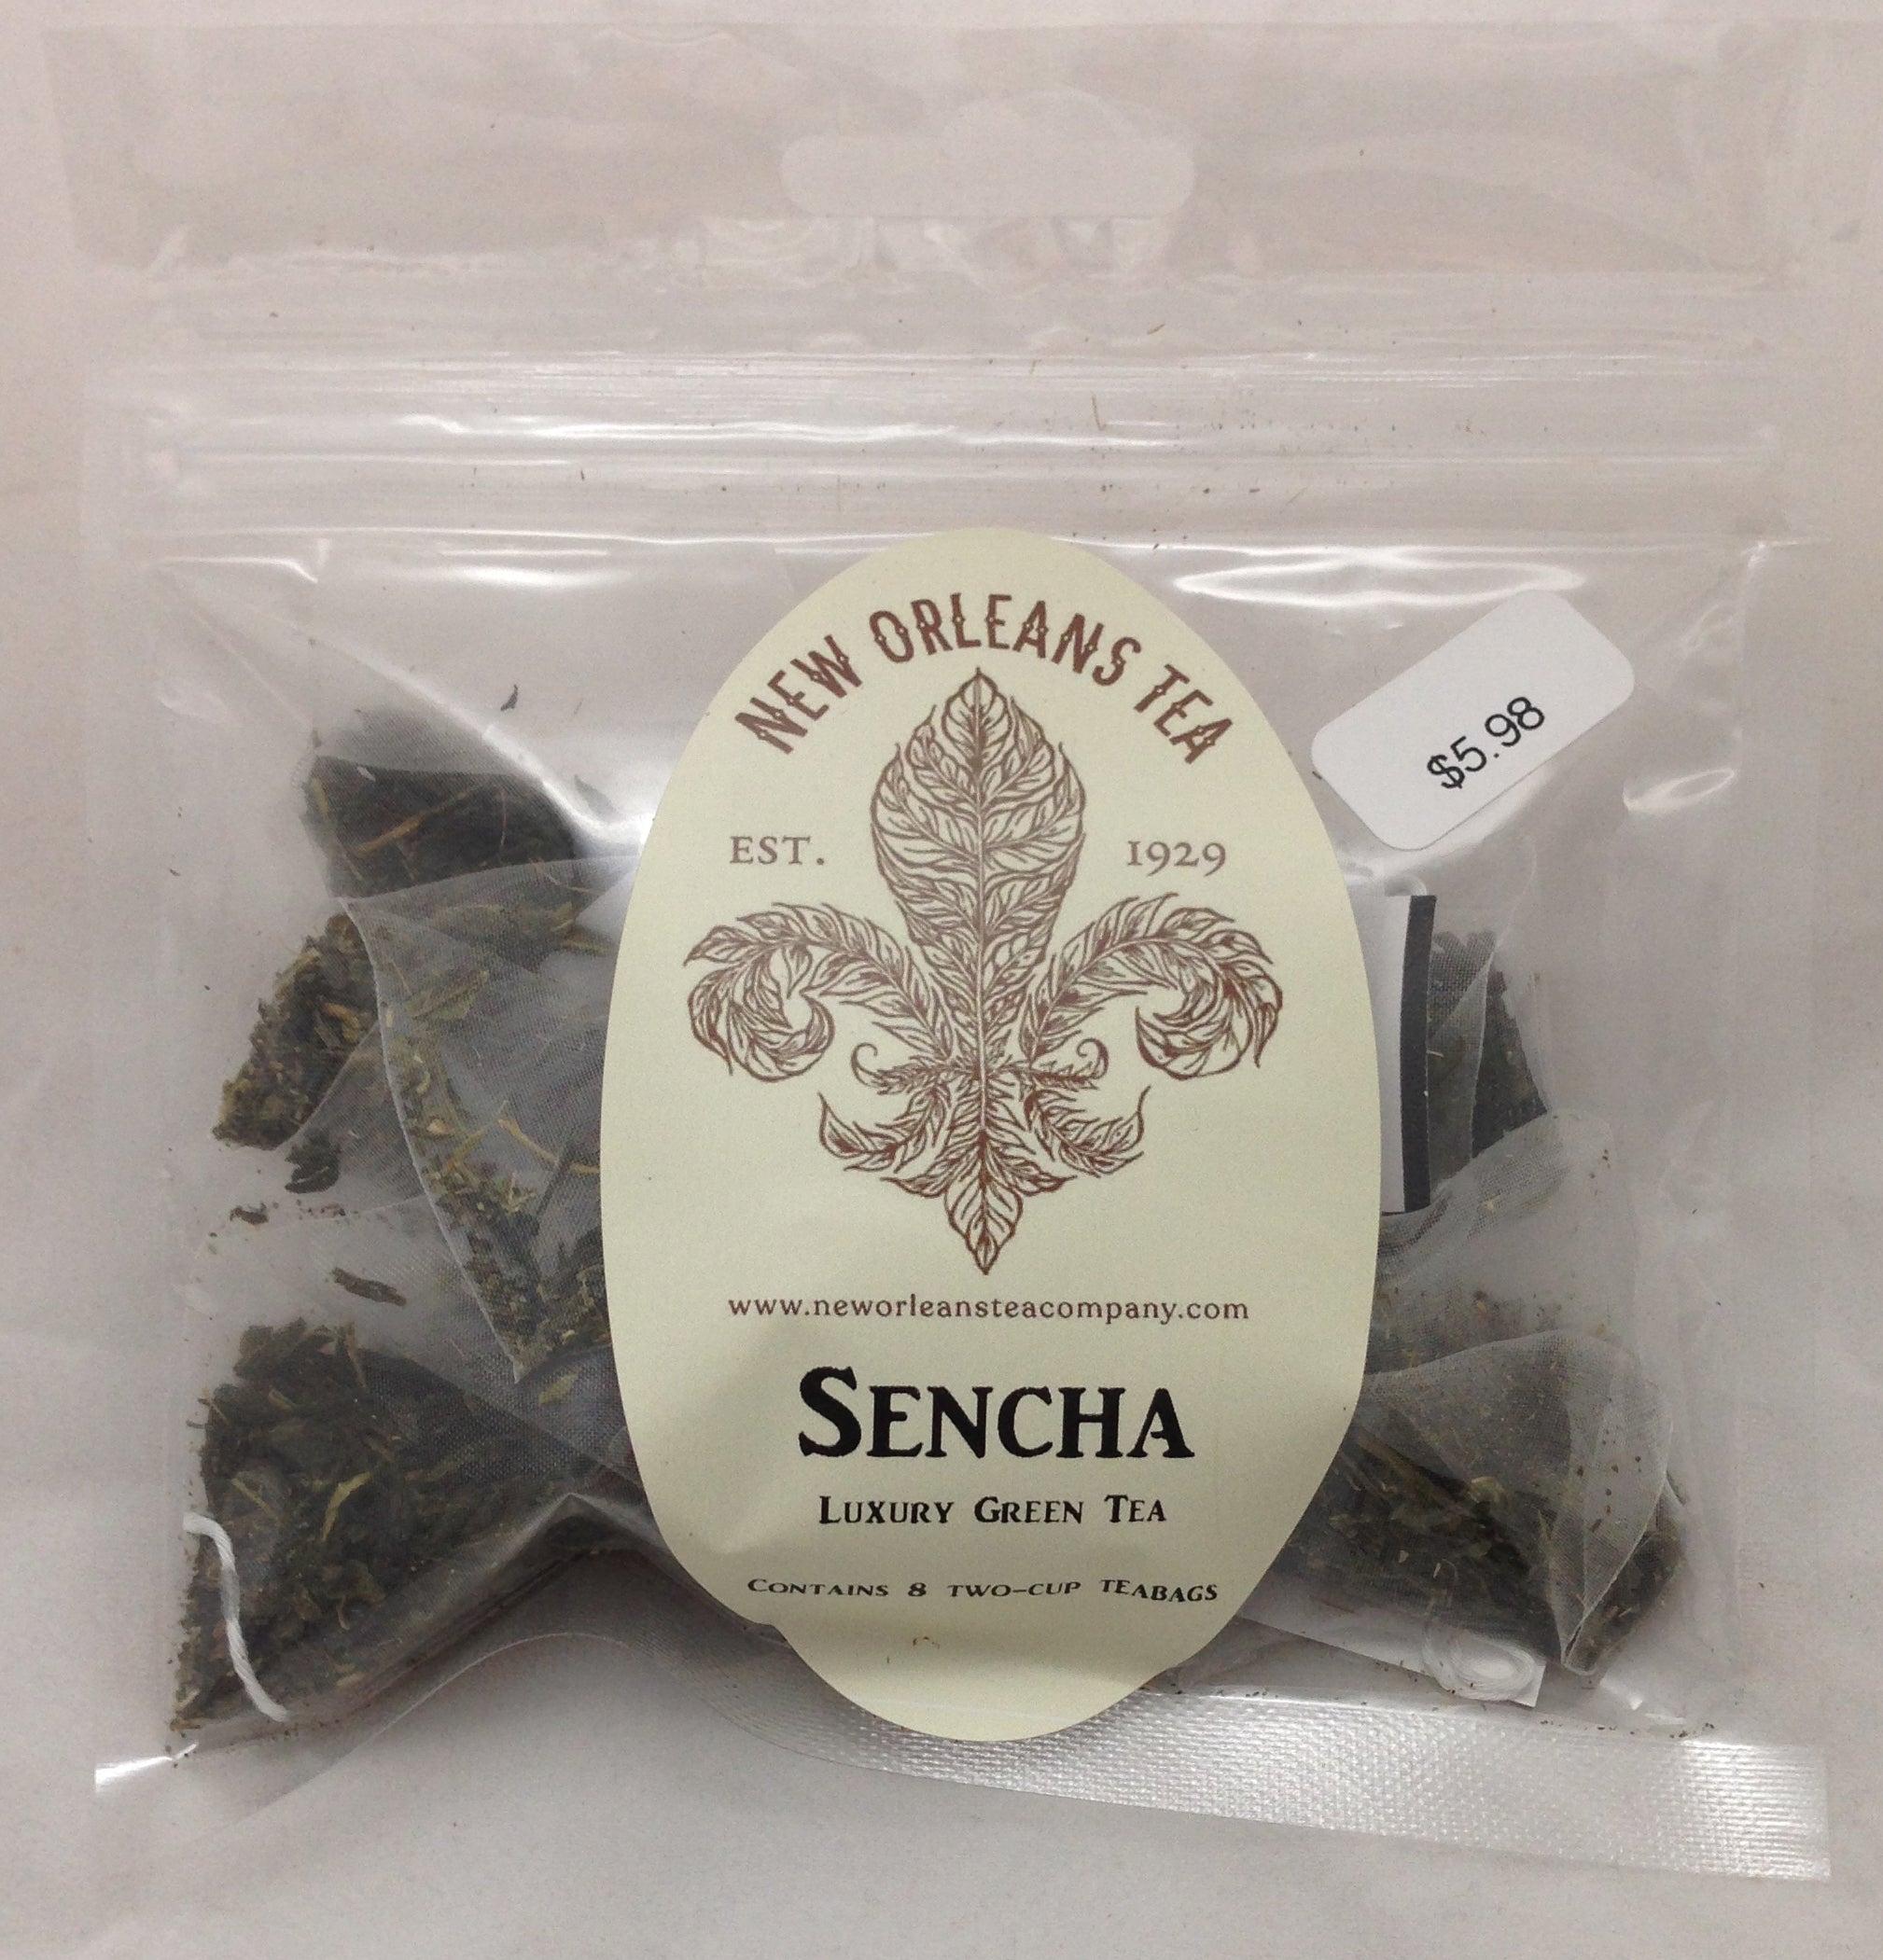 NEW ORLEANS TEA
$5.98
EST. 1929
www.neworleansteacompany.com
SENCHA
LUXURY GREEN TEA
CONTAINS 8 TWO-CUP TEABAGS